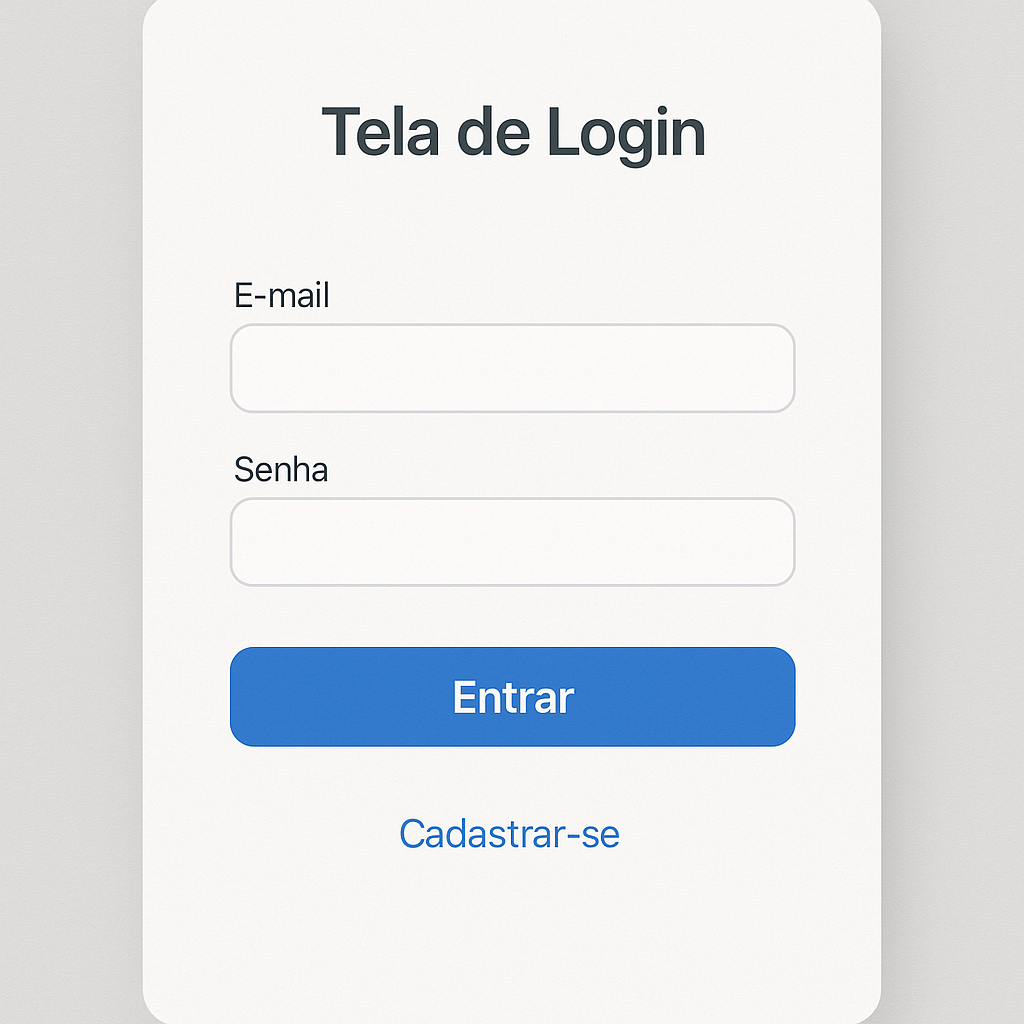 Tela de Login
E-mail
Senha
Entrar
Cadastrar-se